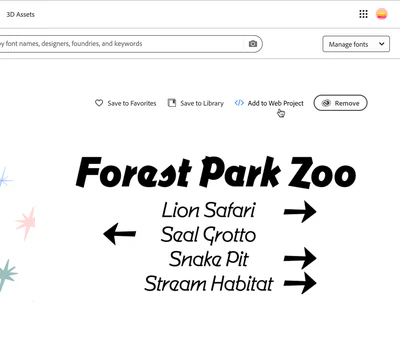 3D Assets
y font names, designers, foundries, and keywords
Manage fonts
Save to Favorites
Save to Library
</> Add to Web Project
Remove
Forest Park Zoo
Lion Safari
Seal Grotto
Snake Pit
Stream Habitat